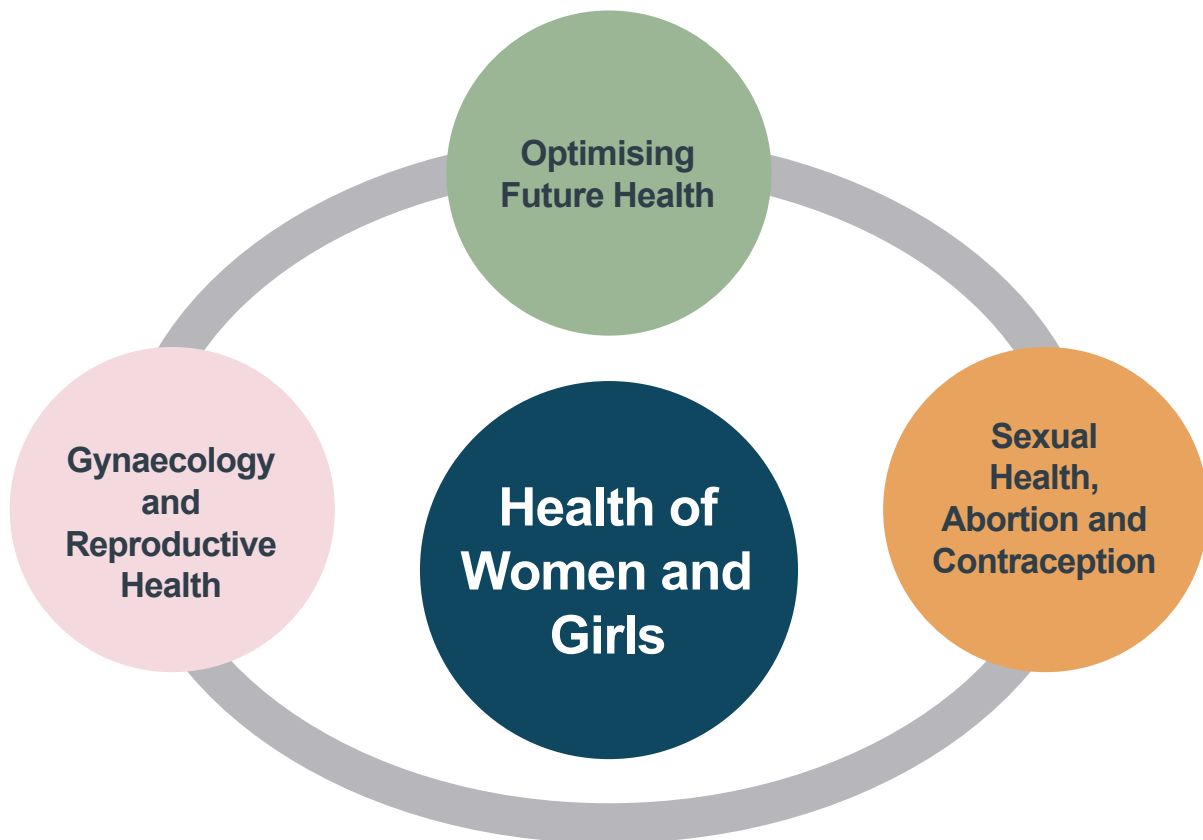 Optimising
Future Health
Gynaecology
and
Reproductive
Health
Health of
Women and
Girls
Sexual
Health,
Abortion and
Contraception